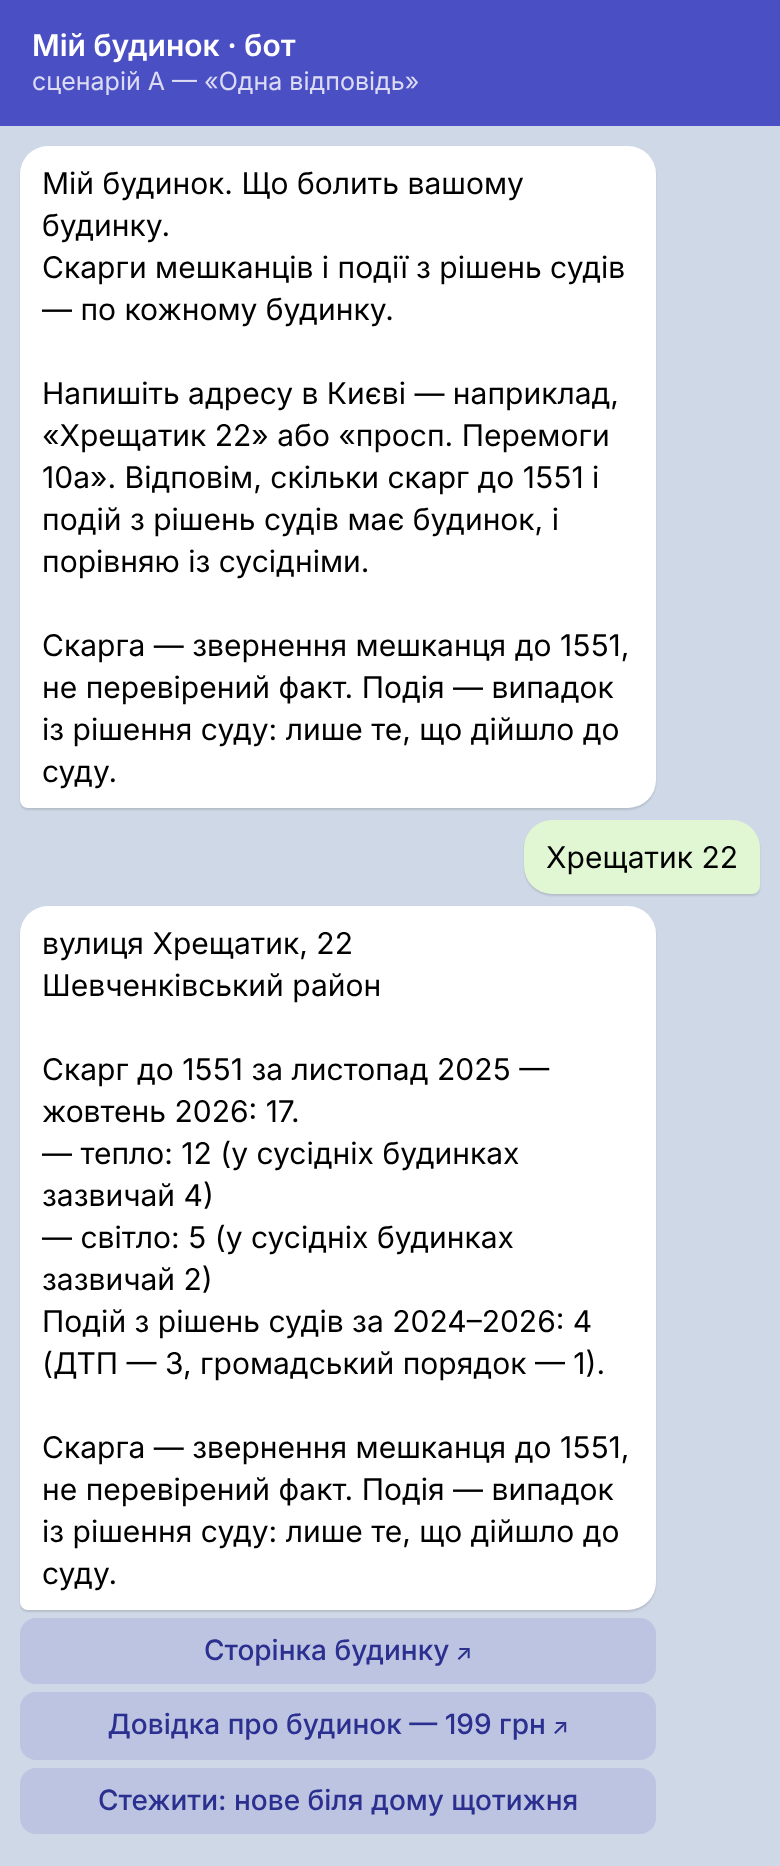 Мій будинок · бот
сценарій А — «Одна відповідь»
Мій будинок. Що болить вашому
будинку.
Скарги мешканців і події з рішень судів
— по кожному будинку.
Напишіть адресу в Києві — наприклад,
«Хрещатик 22» або «просп. Перемоги
10а». Відповім, скільки скарг до 1551 і
подій з рішень судів має будинок, і
порівняю із сусідніми.
Скарга — звернення мешканця до 1551,
не перевірений факт. Подія — випадок
із рішення суду: лише те, що дійшло до
суду.
Хрещатик 22
вулиця Хрещатик, 22
Шевченківський район
Скарг до 1551 за листопад 2025 —
жовтень 2026: 17.
— тепло: 12 (у сусідніх будинках
зазвичай 4)
— світло: 5 (у сусідніх будинках
зазвичай 2)
Подій з рішень судів за 2024–2026: 4
(ДТП — 3, громадський порядок — 1).
Скарга — звернення мешканця до 1551,
не перевірений факт. Подія — випадок
із рішення суду: лише те, що дійшло до
суду.
Сторінка будинку ↗
Довідка про будинок — 199 грн ↗
Стежити: нове біля дому щотижня